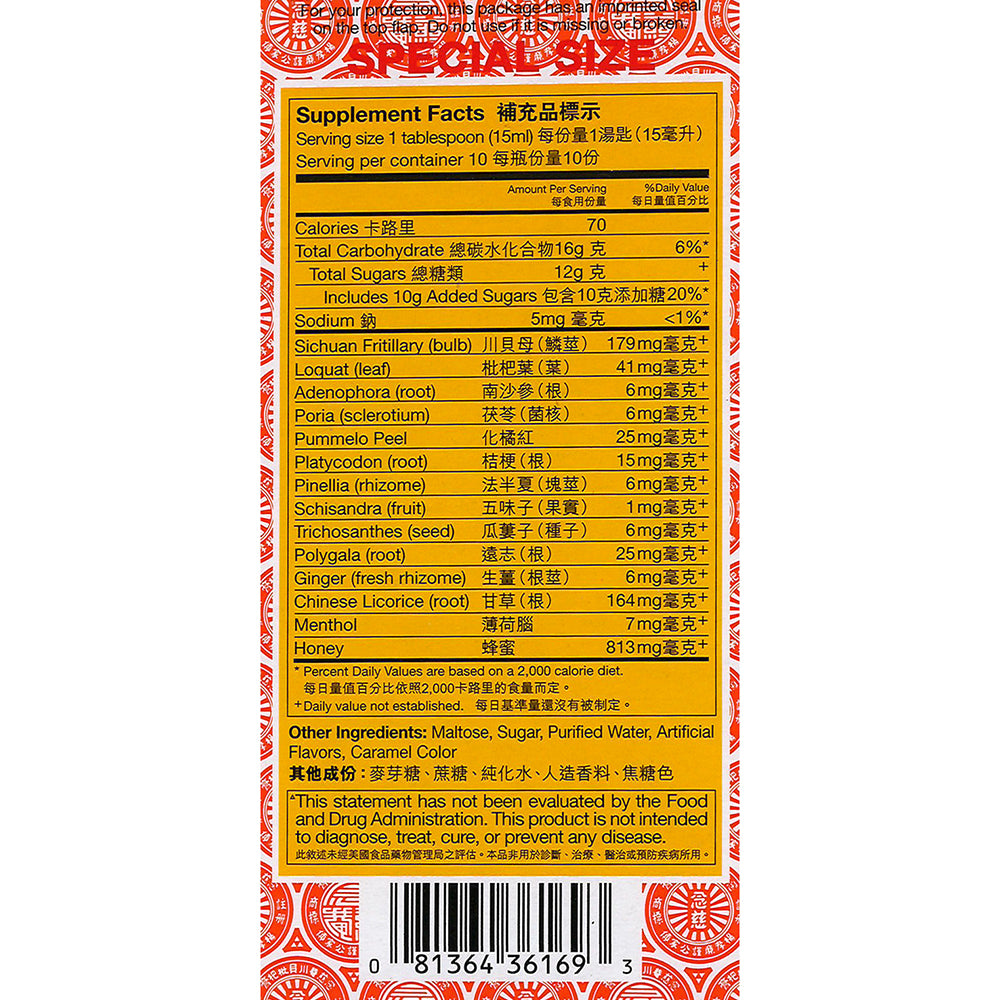 For your protection, this package has an imprinted seal
on the top flap. Do not use if it is missing or broken.
SPECIAL SIZE
Supplement Facts 補充品標示
Serving size 1 tablespoon (15ml) 每份量1湯匙(15毫升)
Serving per container 10 每瓶份量10份
Amount Per Serving %Daily Value
每食用份量 每日量值百分比
Calories 卡路里 70
Total Carbohydrate 總碳水化合物16g 克 6%*
Total Sugars 總糖類 12g 克 +
Includes 10g Added Sugars 包含10克添加糖20%*
Sodium 鈉 5mg 毫克 <1%*
Sichuan Fritillary (bulb) 川貝母(鱗莖) 179mg毫克+
Loquat (leaf) 枇杷葉(葉) 41mg毫克+
Adenophora (root) 南沙參(根) 6mg毫克+
Poria (sclerotium) 茯苓(菌核) 6mg毫克+
Pummelo Peel 化橘紅 25mg毫克+
Platycodon (root) 桔梗(根) 15mg毫克+
Pinellia (rhizome) 法半夏(塊莖) 6mg毫克+
Schisandra (fruit) 五味子(果實) 1mg毫克+
Trichosanthes (seed) 瓜蔞子(種子) 6mg毫克+
Polygala (root) 遠志(根) 25mg毫克+
Ginger (fresh rhizome) 生薑(根莖) 6mg毫克+
Chinese Licorice (root) 甘草(根) 164mg毫克+
Menthol 薄荷腦 7mg毫克+
Honey 蜂蜜 813mg毫克+
* Percent Daily Values are based on a 2,000 calorie diet.
每日量值百分比依照2,000卡路里的食量而定。
+Daily value not established. 每日基準量還沒有被制定。
Other Ingredients: Maltose, Sugar, Purified Water, Artificial
Flavors, Caramel Color
其他成份：麥芽糖、蔗糖、純化水、人造香料、焦糖色
△This statement has not been evaluated by the Food
and Drug Administration. This product is not intended
to diagnose, treat, cure, or prevent any disease.
此敘述未經美國食品藥物管理局之評估。本品非用於診斷、治療、醫治或預防疾病所用。
0 81364 36169 3